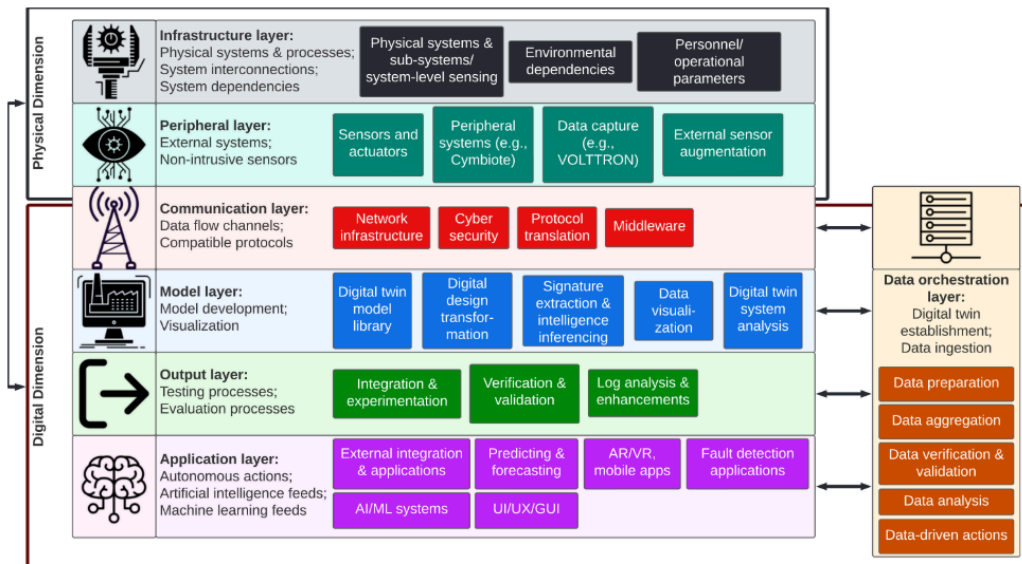 Physical Dimension
Infrastructure layer:
Physical systems & processes;
System interconnections;
System dependencies
Physical systems &
sub-systems/
system-level sensing
Environmental
dependencies
Personnel/
operational
parameters
Peripheral layer:
External systems;
Non-intrusive sensors
Sensors and
actuators
Peripheral
systems (e.g.,
Cymbiote)
Data capture
(e.g.,
VOLTTRON)
External sensor
augmentation
Digital Dimension
Communication layer:
Data flow channels;
Compatible protocols
Network
infrastructure
Cyber
security
Protocol
translation
Middleware
Model layer:
Model development;
Visualization
Digital twin
model
library
Digital
design
transfor-
mation
Signature
extraction &
intelligence
inferencing
Data
visuali-
zation
Digital twin
system
analysis
Output layer:
Testing processes;
Evaluation processes
Integration &
experimentation
Verification &
validation
Log analysis &
enhancements
Application layer:
Autonomous actions;
Artificial intelligence feeds;
Machine learning feeds
External integration
& applications
Predicting &
forecasting
AR/VR,
mobile apps
Fault detection
applications
AI/ML systems
UI/UX/GUI
Data orchestration
layer:
Digital twin
establishment;
Data ingestion
Data preparation
Data aggregation
Data verification &
validation
Data analysis
Data-driven actions